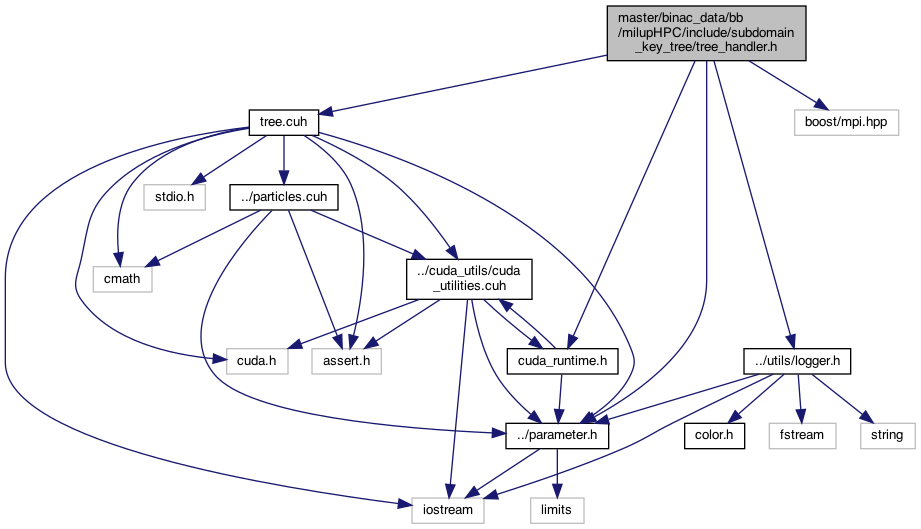 master/binac_data/bb
/milupHPC/include/subdomain
_key_tree/tree_handler.h
tree.cuh
boost/mpi.hpp
stdio.h
../particles.cuh
cmath
../cuda_utils/cuda
_utilities.cuh
cuda.h
assert.h
cuda_runtime.h
../utils/logger.h
../parameter.h
color.h
fstream
string
iostream
limits